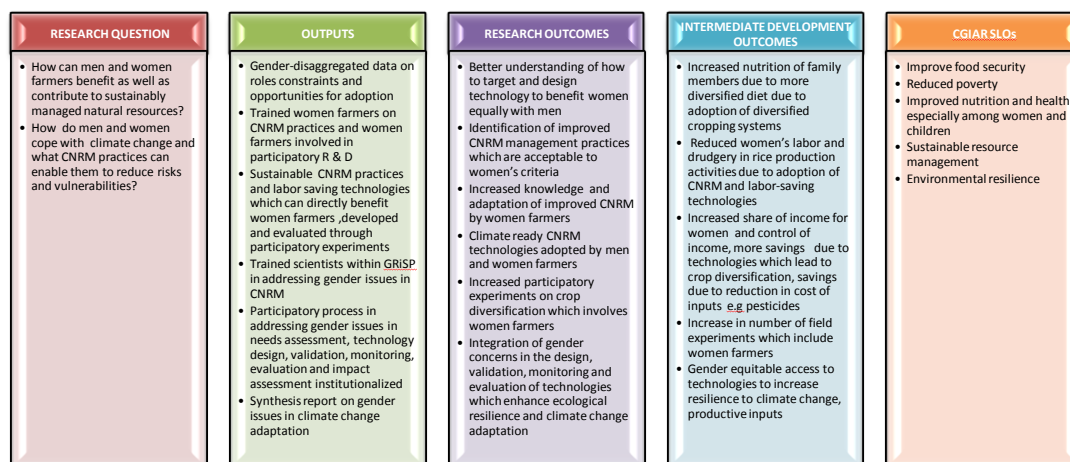 RESEARCH QUESTION
• How can men and women
farmers benefit as well as
contribute to sustainably
managed natural resources?
• How do men and women
cope with climate change and
what CNRM practices can
enable them to reduce risks
and vulnerabilities?
OUTPUTS
• Gender-disaggregated data on
roles constraints and
opportunities for adoption
• Trained women farmers on
CNRM practices and women
farmers involved in
participatory R & D
• Sustainable CNRM practices
and labor saving technologies
which can directly benefit
women farmers ,developed
and evaluated through
participatory experiments
• Trained scientists within GRiSP
in addressing gender issues in
CNRM
• Participatory process in
addressing gender issues in
needs assessment, technology
design, validation, monitoring,
evaluation and impact
assessment institutionalized
• Synthesis report on gender
issues in climate change
adaptation
RESEARCH OUTCOMES
• Better understanding of how
to target and design
technology to benefit women
equally with men
• Identification of improved
CNRM management practices
which are acceptable to
women's criteria
• Increased knowledge and
adaptation of improved CNRM
by women farmers
• Climate ready CNRM
technologies adopted by men
and women farmers
• Increased participatory
experiments on crop
diversification which involves
women farmers
• Integration of gender
concerns in the design,
validation, monitoring and
evaluation of technologies
which enhance ecological
resilience and climate change
adaptation
INTERMEDIATE DEVELOPMENT
OUTCOMES
• Increased nutrition of family
members due to more
diversified diet due to
adoption of diversified
cropping systems
• Reduced women's labor and
drudgery in rice production
activities due to adoption of
CNRM and labor-saving
technologies
• Increased share of income for
women and control of
income, more savings due to
technologies which lead to
crop diversification, savings
due to reduction in cost of
inputs e.g pesticides
• Increase in number of field
experiments which include
women farmers
• Gender equitable access to
technologies to increase
resilience to climate change,
productive inputs
CGIAR SLOs
• Improve food security
• Reduced poverty
• Improved nutrition and health
especially among women and
children
• Sustainable resource
management
• Environmental resilience